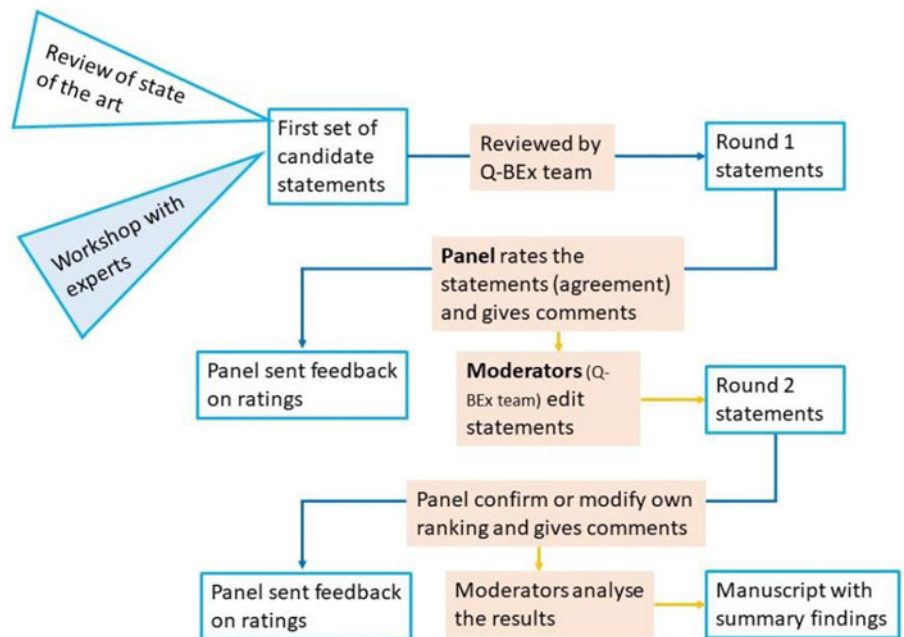 Review of state
of the art
First set of
candidate
statements
Reviewed by
Q-BEx team
Round 1
statements
Workshop with
experts
Panel rates the
statements (agreement)
and gives comments
Panel sent feedback
on ratings
Moderators (Q-
BEx team) edit
statements
Round 2
statements
Panel confirm or modify own
ranking and gives comments
Panel sent feedback
on ratings
Moderators analyse
the results
Manuscript with
summary findings